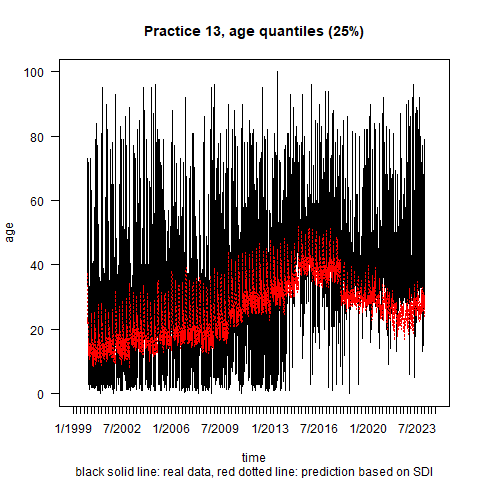 Practice 13, age quantiles (25%)
100
80
60
40
20
0
age
1/1999 7/2002 1/2006 7/2009 1/2013 7/2016 1/2020 7/2023
time
black solid line: real data, red dotted line: prediction based on SDI